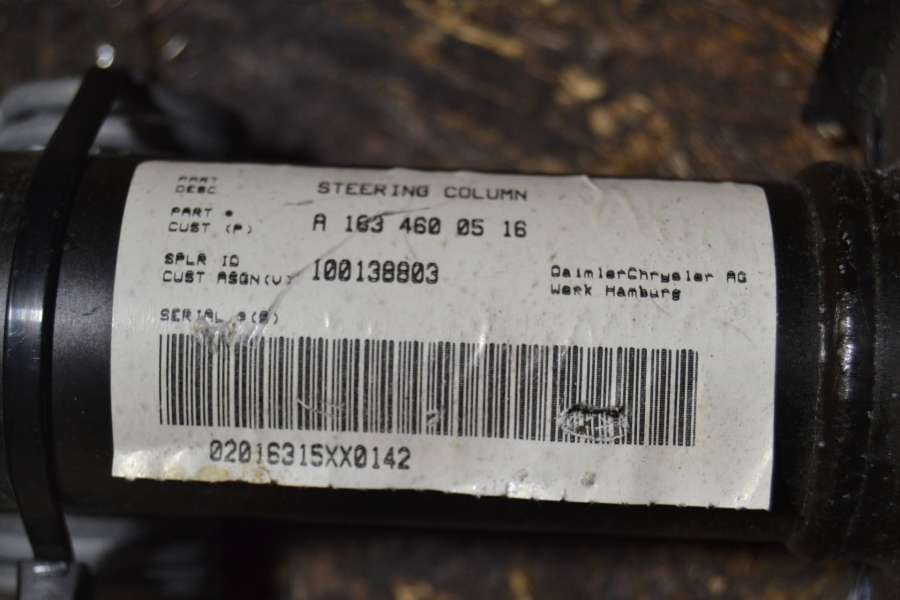 PART
DESC
STEERING COLUMN
PART #
CUST (P)
A 163 460 05 16
SPLR ID
CUST ASGN(V)
100138803
DaimlerChrysler AG
Werk Hamburg
SERIAL #(S)
02016315XX0142